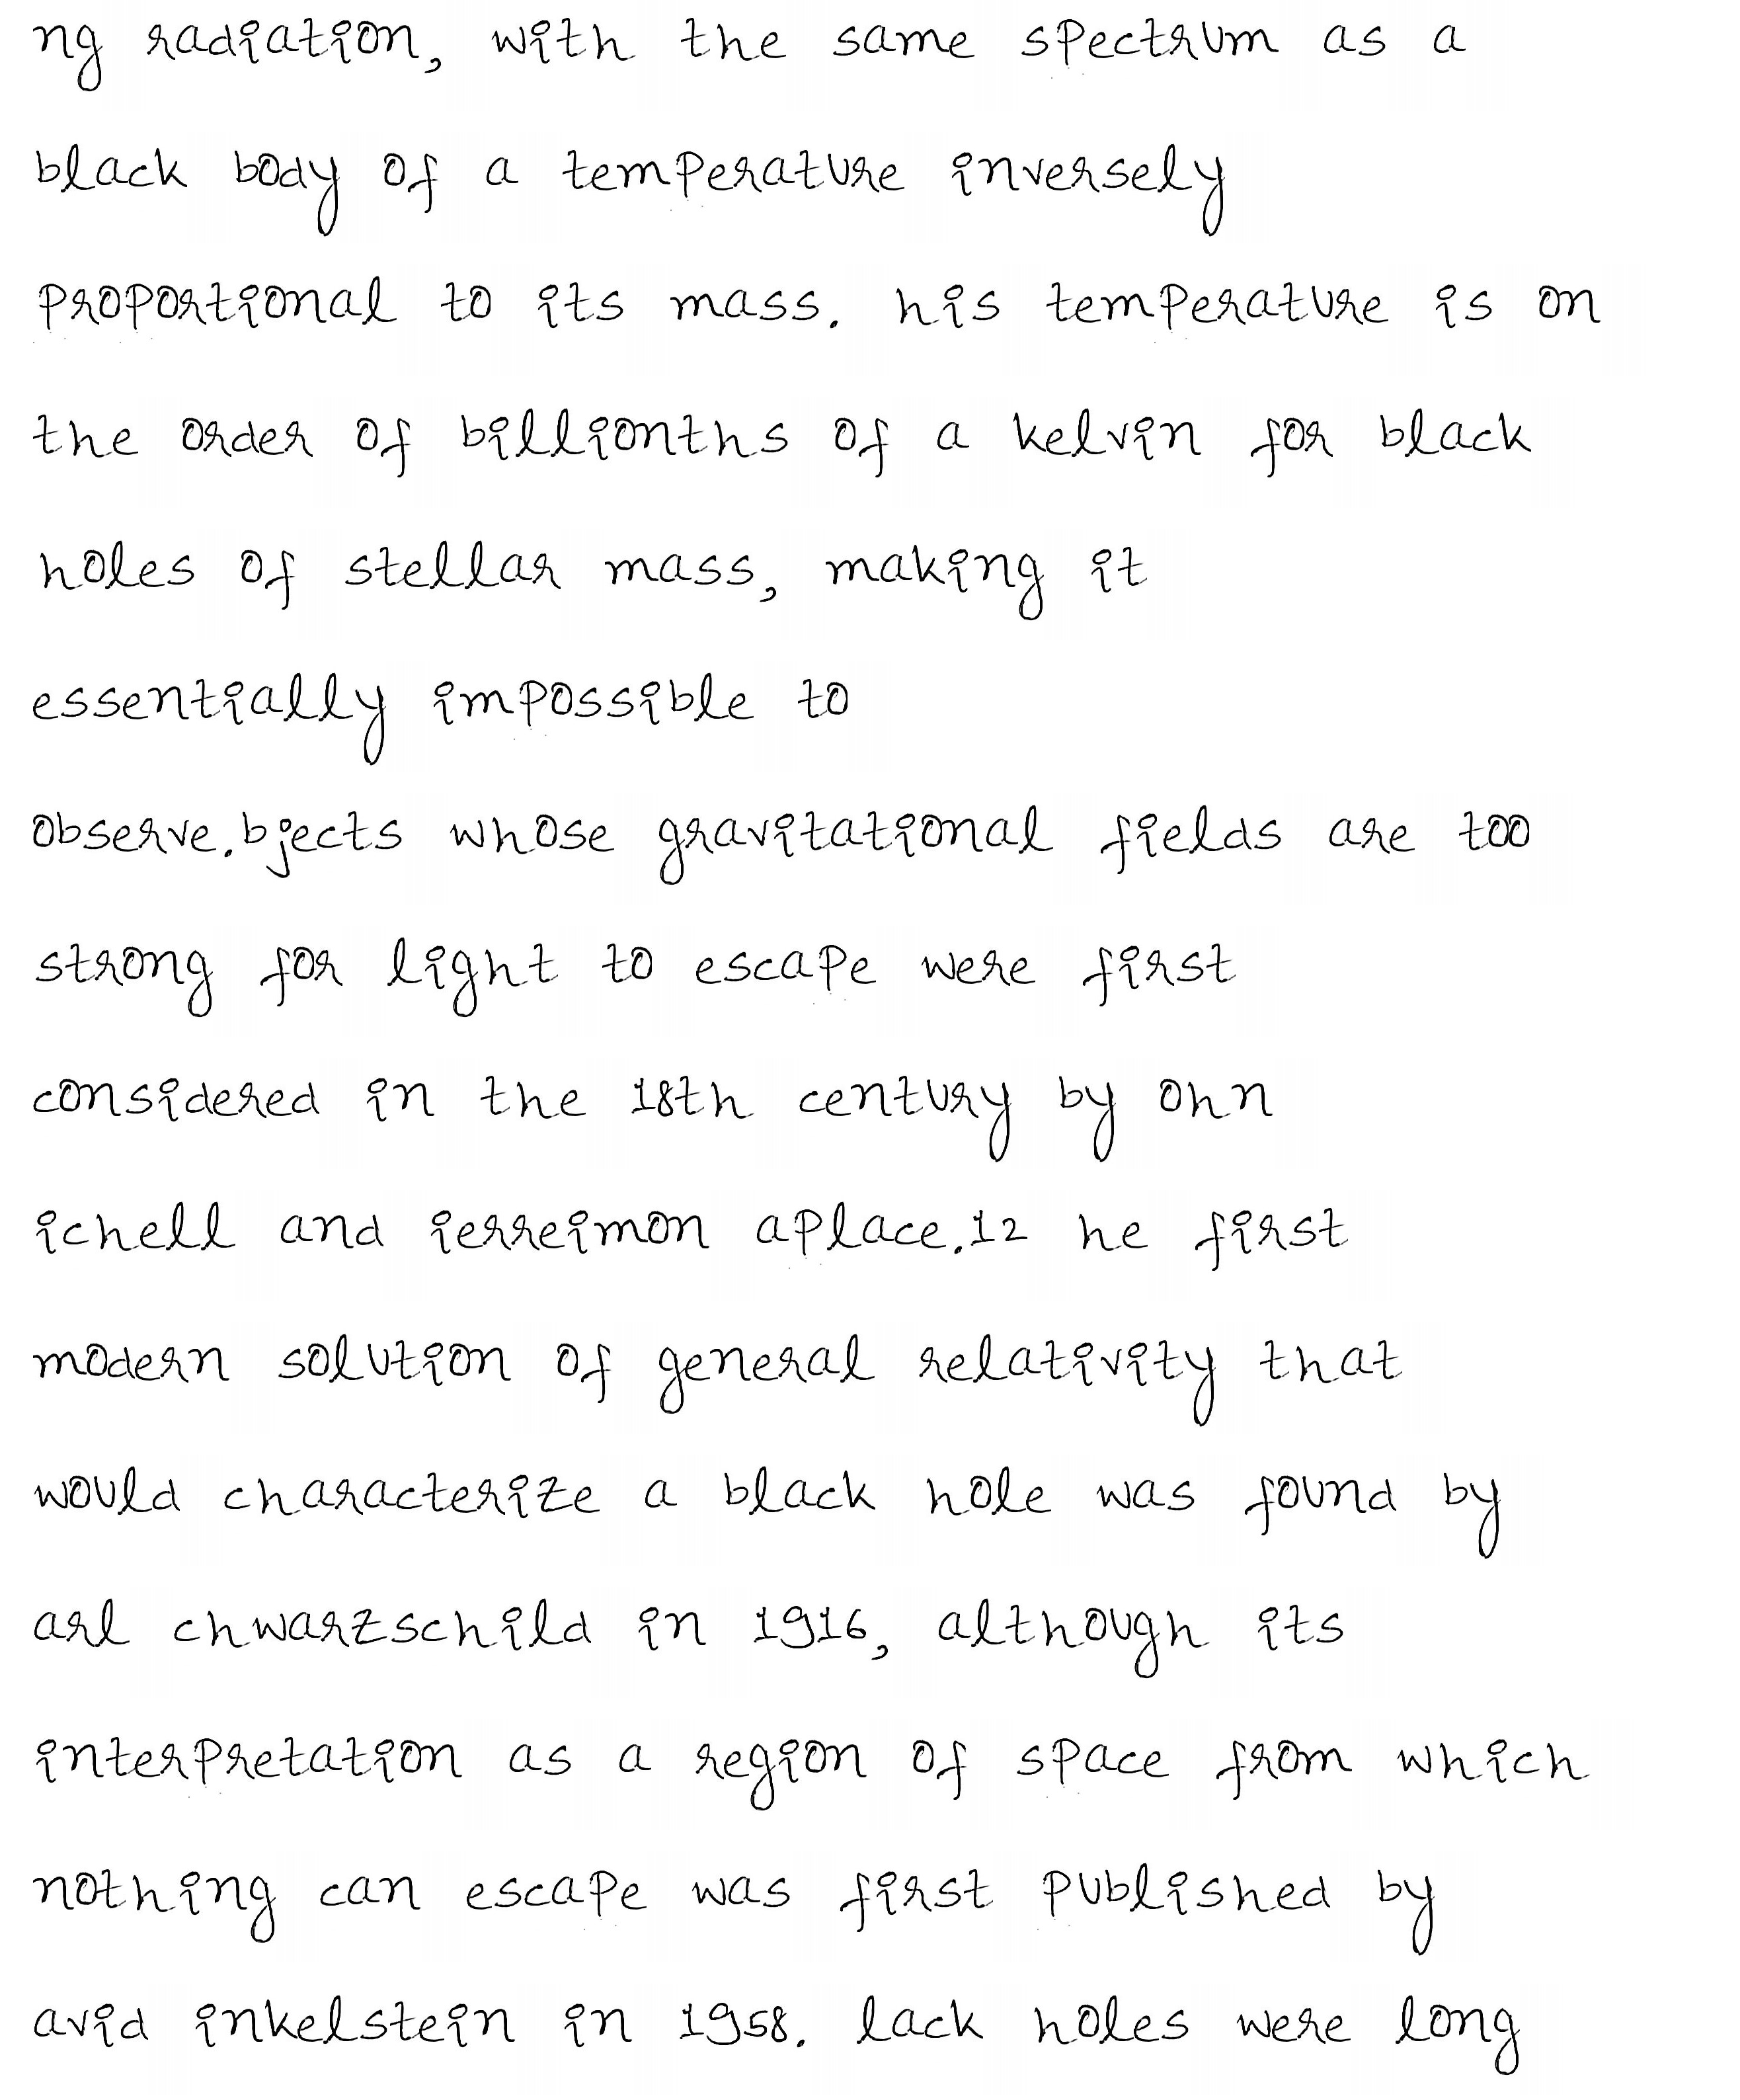 ng radiation, with the same spectrum as a
black body of a temperature inversely
proportional to its mass. his temperature is on
the order of billionths of a kelvin for black
holes of stellar mass, making it
essentially impossible to
observe.bjects whose gravitational fields are too
strong for light to escape were first
considered in the 18th century by ohn
ichell and ierreimon aplace.12 he first
modern solution of general relativity that
would characterize a black hole was found by
arl chwarzschild in 1916, although its
interpretation as a region of space from which
nothing can escape was first published by
avid inkelstein in 1958. lack holes were long